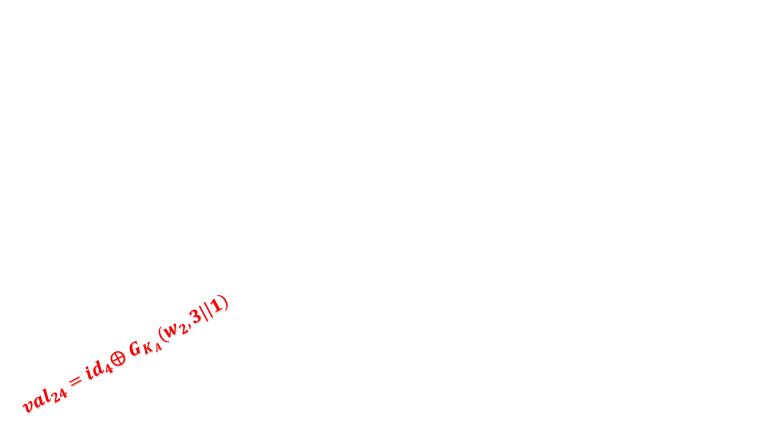 val₂₄ = id₄⊕ G_{K_A}(w₂,3||1)